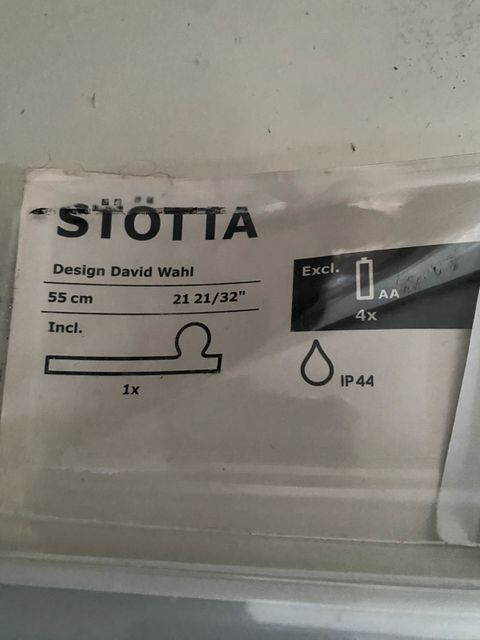 STÖTTA
Design David Wahl
55 cm 21 21/32"
Incl.
1x
Excl. AA
4x
IP44